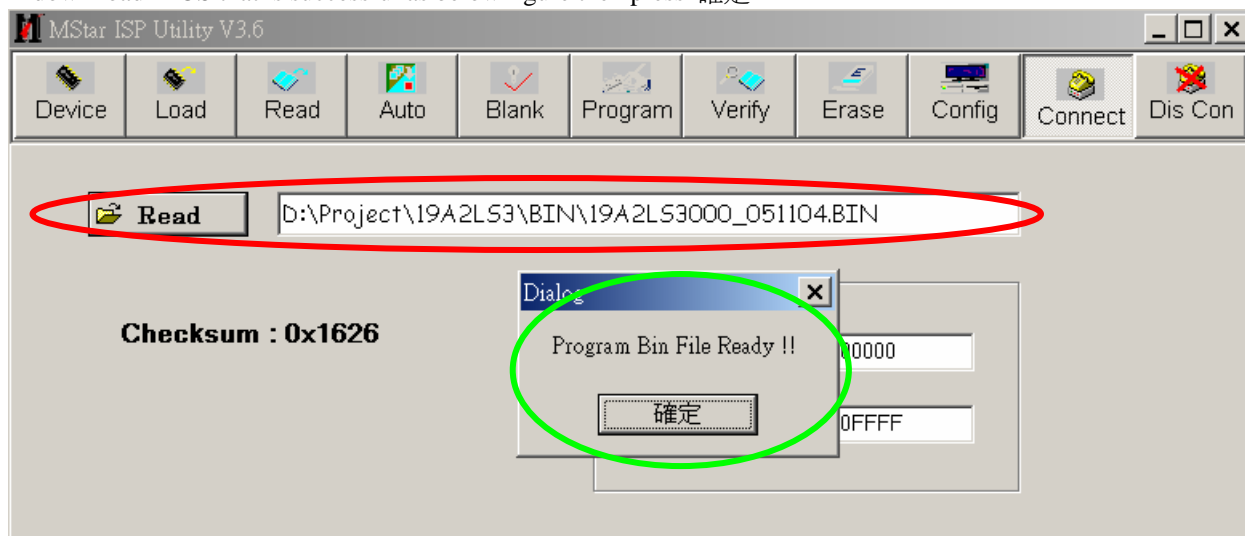 MStar ISP Utility V3.6
Device Load Read Auto Blank Program Verify Erase Config Connect Dis Con
Read D:\Project\19A2LS3\BIN\19A2LS3000_051104.BIN
Dialog
Checksum : 0x1626
Program Bin File Ready !!
00000
確定
0FFFF